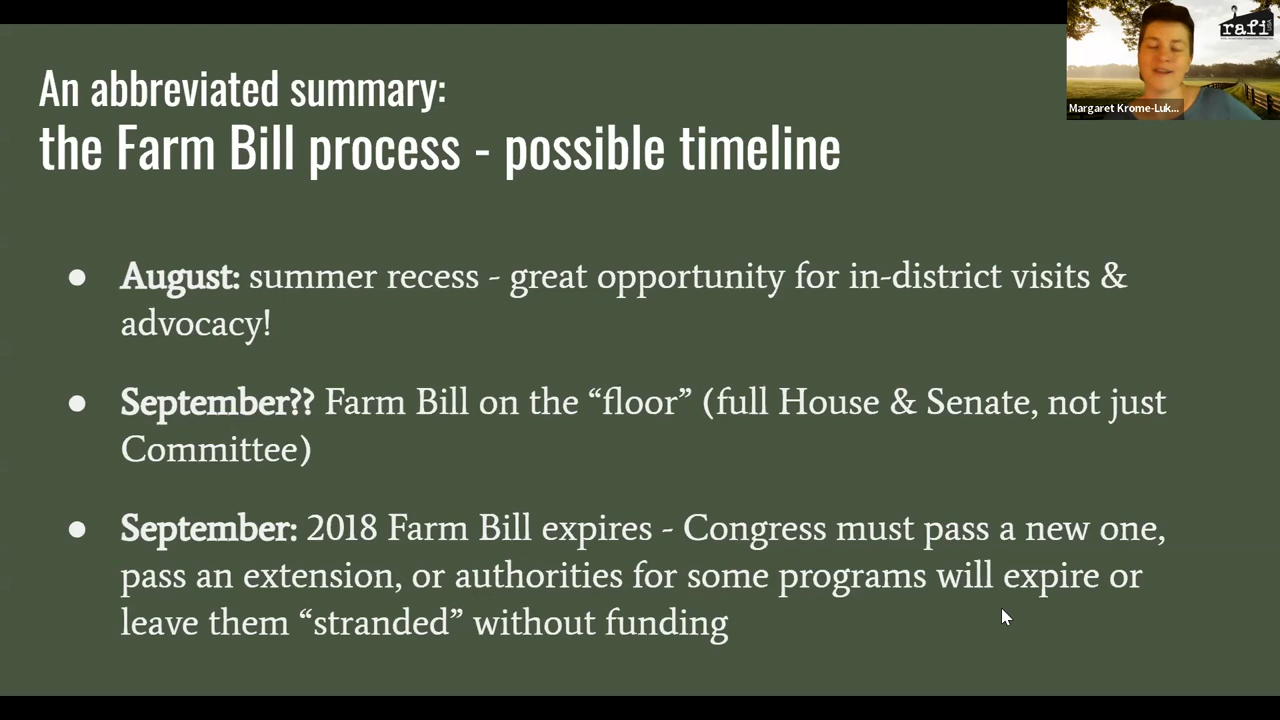 An abbreviated summary:
the Farm Bill process - possible timeline
rafi
Margaret Krome-Luk...
● August: summer recess - great opportunity for in-district visits &
advocacy!
● September?? Farm Bill on the “floor” (full House & Senate, not just
Committee)
● September: 2018 Farm Bill expires - Congress must pass a new one,
pass an extension, or authorities for some programs will expire or
leave them “stranded” without funding